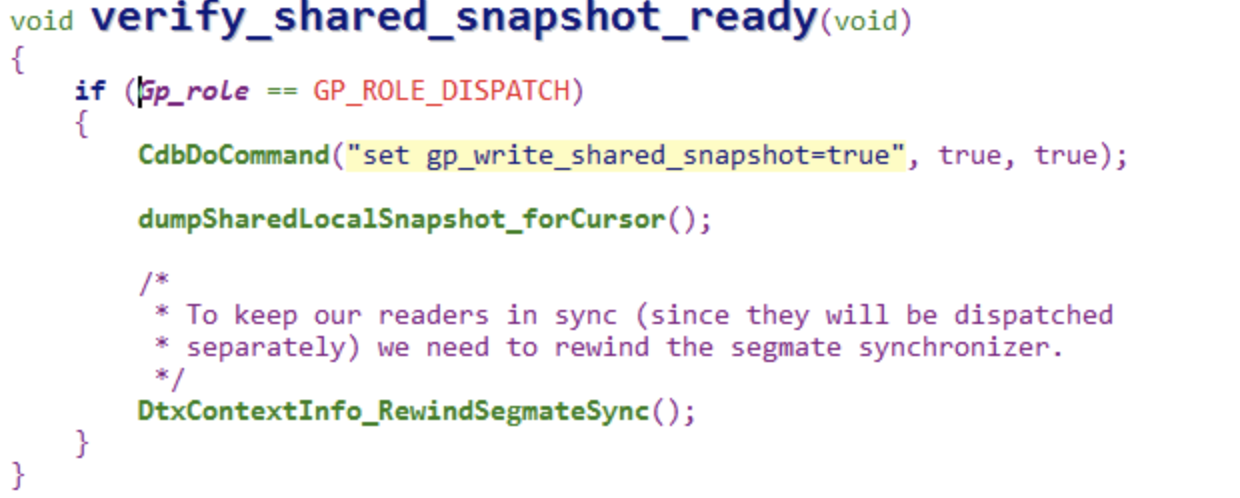 void verify_shared_snapshot_ready(void)
{
    if (Gp_role == GP_ROLE_DISPATCH)
    {
        CdbDoCommand("set gp_write_shared_snapshot=true", true, true);

        dumpSharedLocalSnapshot_forCursor();

        /*
         * To keep our readers in sync (since they will be dispatched
         * separately) we need to rewind the segmate synchronizer.
         */
        DtxContextInfo_RewindSegmateSync();
    }
}